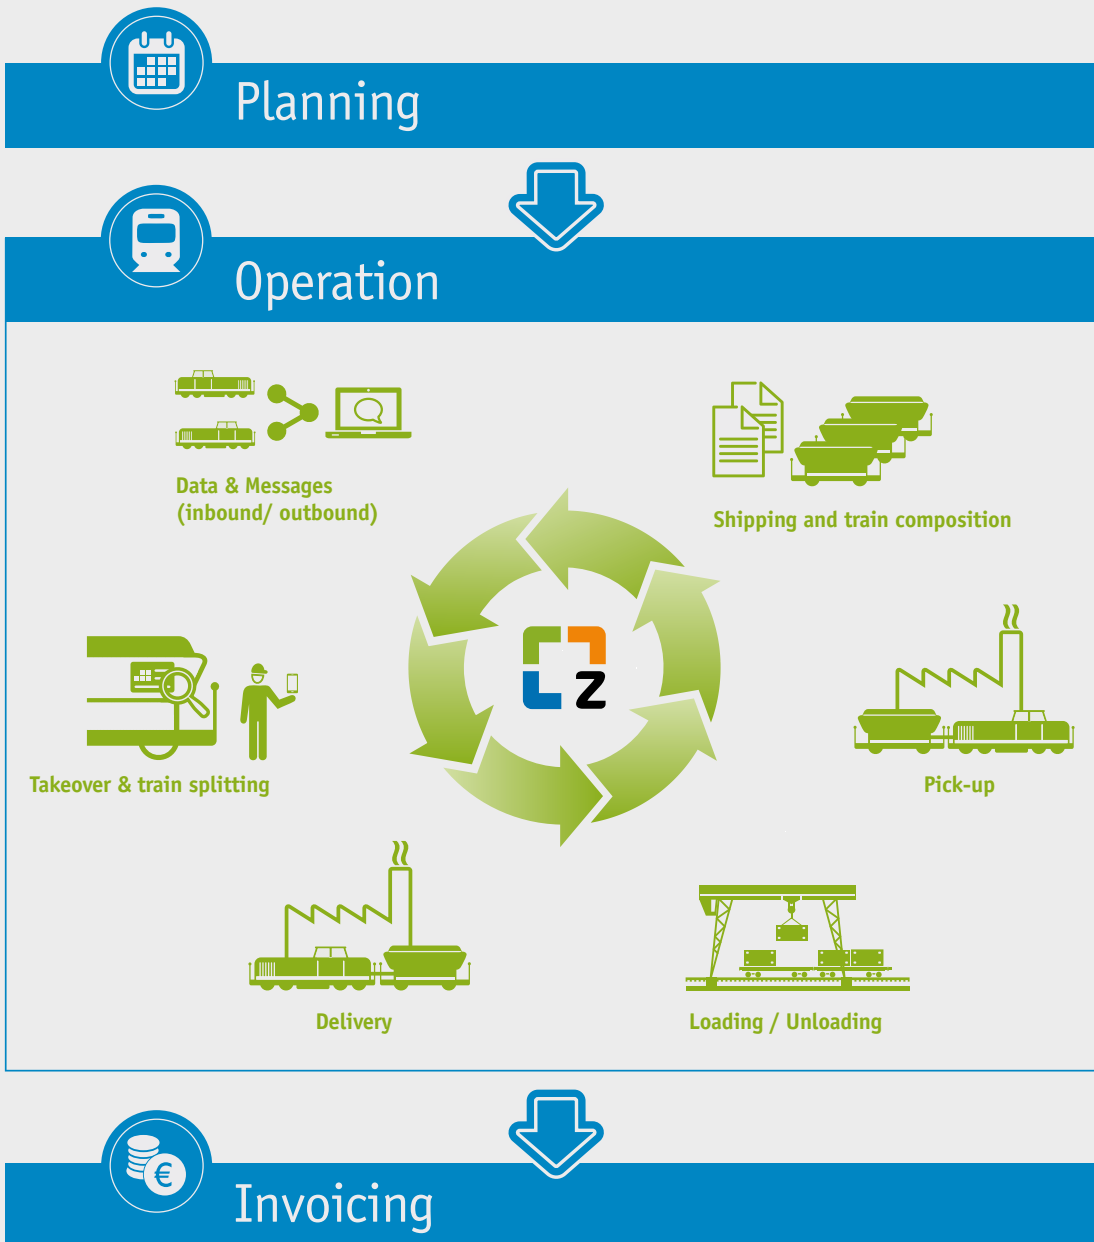 Planning
Operation
Data & Messages
(inbound/ outbound)
Shipping and train composition
z
Takeover & train splitting
Pick-up
Delivery
Loading / Unloading
€
Invoicing